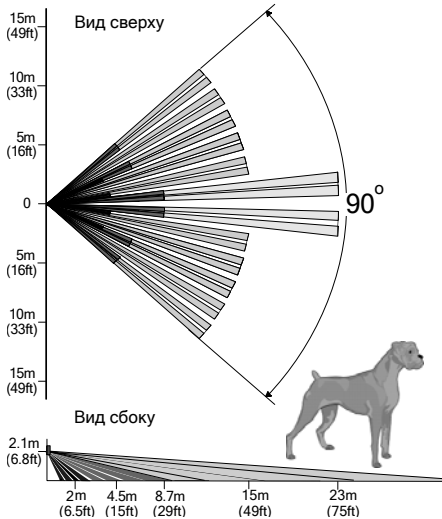 15m
(49ft)
Вид сверху
10m
(33ft)
5m
(16ft)
0
90°
5m
(16ft)
10m
(33ft)
15m
(49ft)
Вид сбоку
2.1m
(6.8ft)
2m
(6.5ft)
4.5m
(15ft)
8.7m
(29ft)
15m
(49ft)
23m
(75ft)